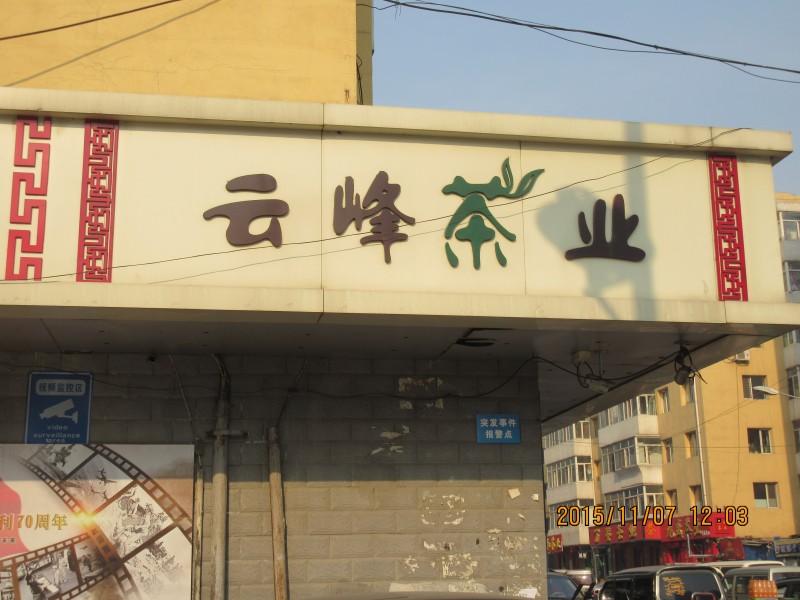 云峰茶业
视频监控区
video
surveillance
Area
突发事件
报警点
利70周年
2015/11/07 12:03